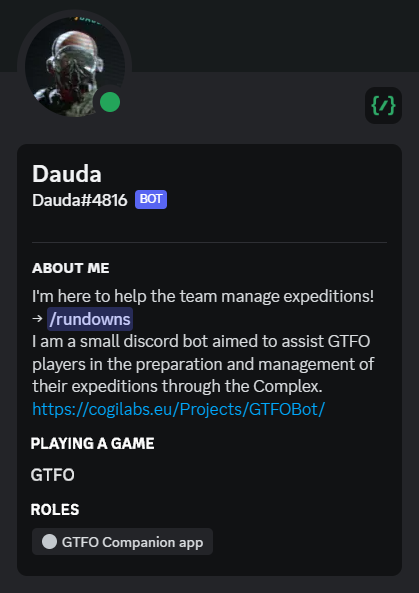 Dauda
Dauda#4816 BOT
ABOUT ME
I'm here to help the team manage expeditions!
→ /rundowns
I am a small discord bot aimed to assist GTFO
players in the preparation and management of
their expeditions through the Complex.
https://cogilabs.eu/Projects/GTFOBot/
PLAYING A GAME
GTFO
ROLES
GTFO Companion app